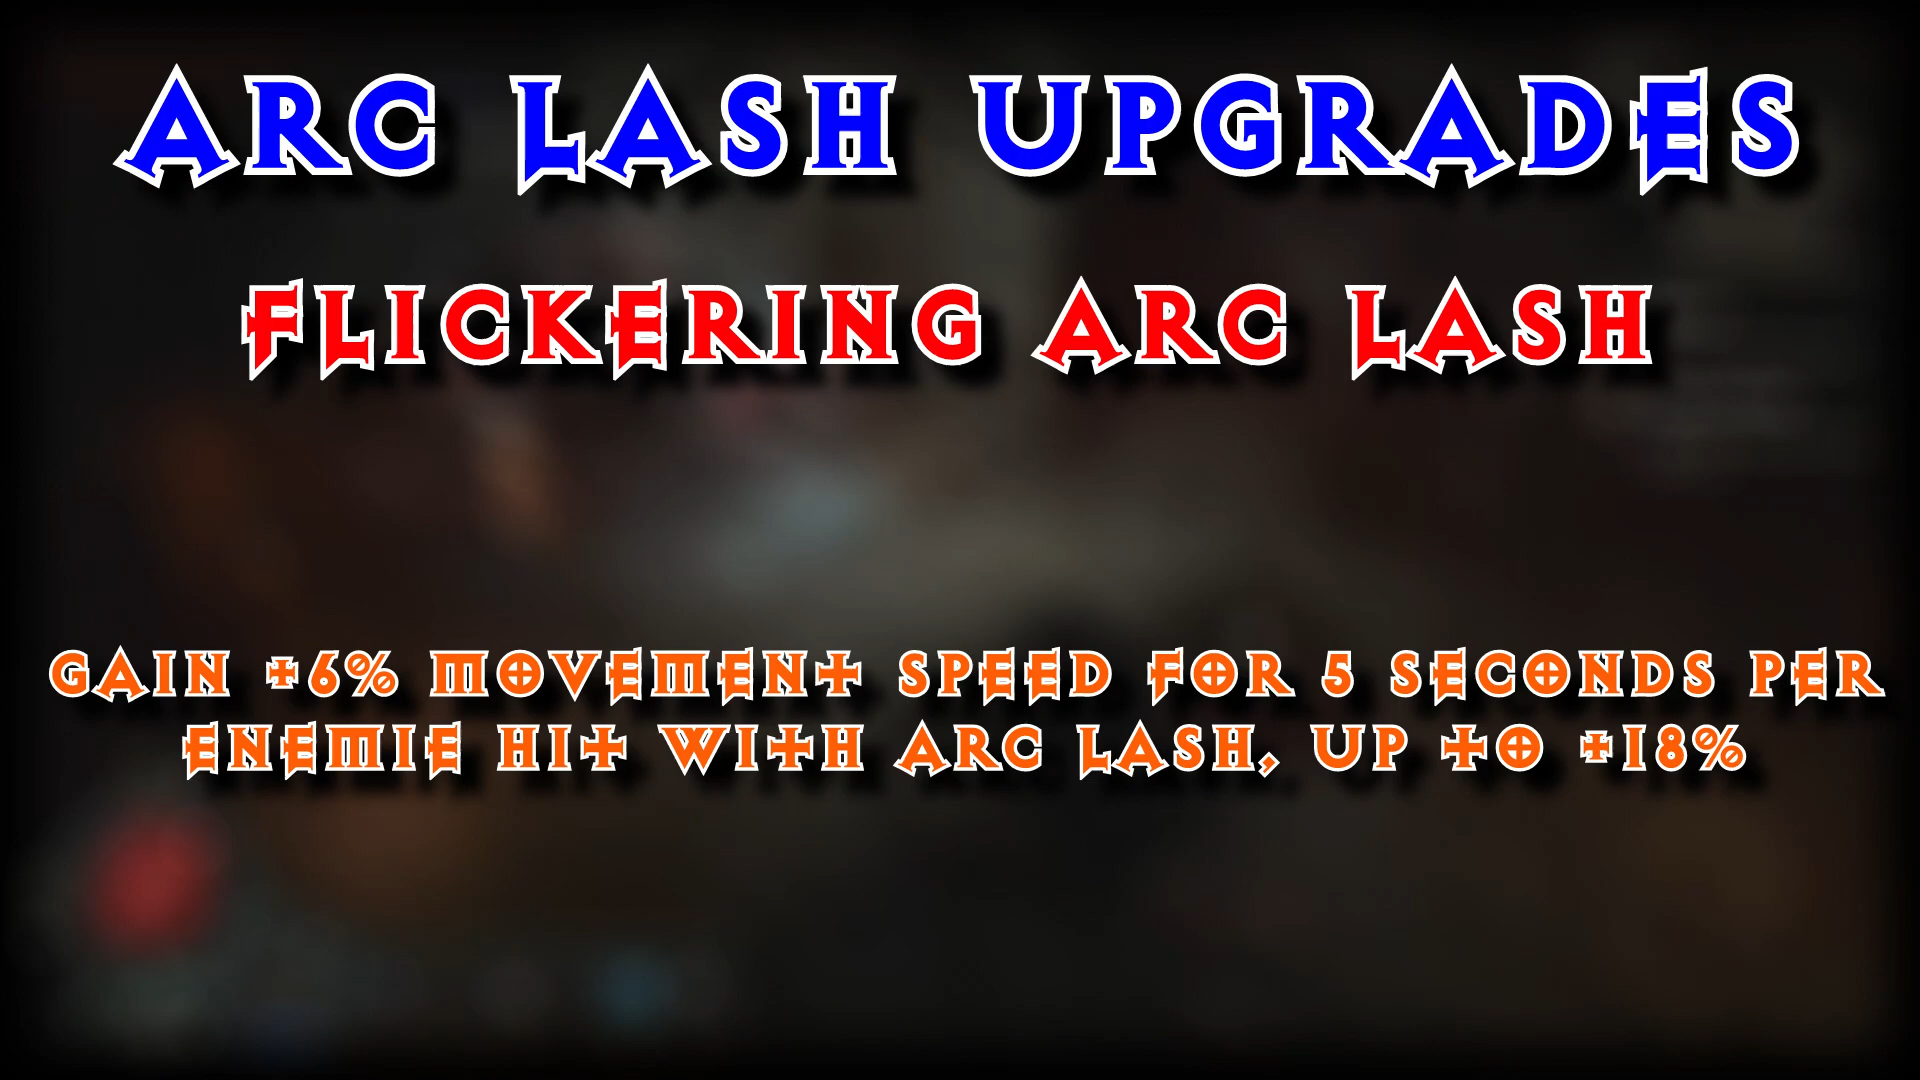 ARC LASH UPGRADES
FLICKERING ARC LASH
GAIN +6% MOVEMENT SPEED FOR 5 SECONDS PER
ENEMIE HIT WITH ARC LASH, UP TO +18%